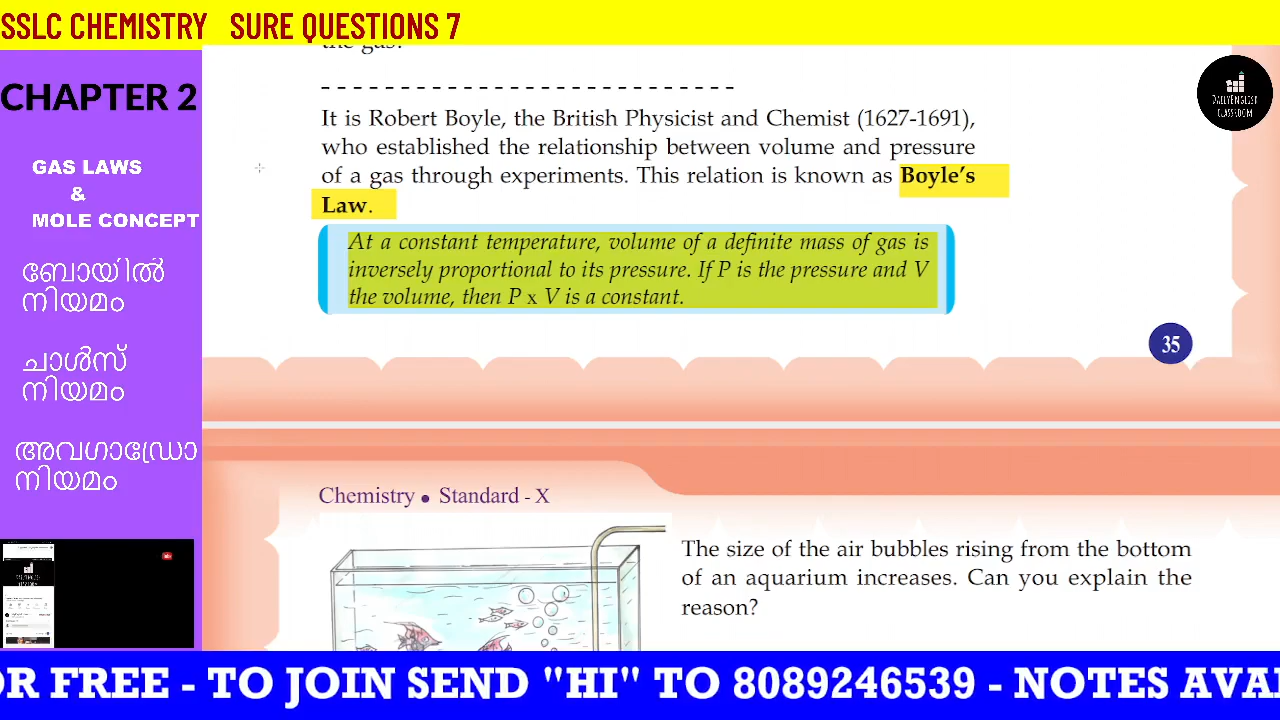 SSLC CHEMISTRY SURE QUESTIONS 7
CHAPTER 2
GAS LAWS
&
MOLE CONCEPT
ബോയിൽ
നിയമം
ചാൾസ്
നിയമം
അവഗാഡ്രോ
നിയമം
the gas.
It is Robert Boyle, the British Physicist and Chemist (1627-1691),
who established the relationship between volume and pressure
of a gas through experiments. This relation is known as Boyle's
Law.
At a constant temperature, volume of a definite mass of gas is
inversely proportional to its pressure. If P is the pressure and V
the volume, then P x V is a constant.
35
DAILYENGLISH
CLASSROOM
Chemistry • Standard - X
The size of the air bubbles rising from the bottom
of an aquarium increases. Can you explain the
reason?
OR FREE - TO JOIN SEND "HI" TO 8089246539 - NOTES AVA